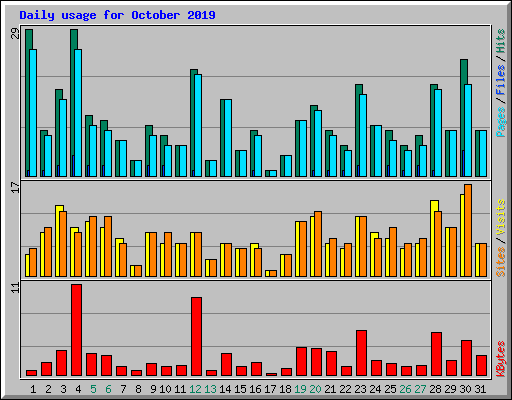 Daily usage for October 2019
29
Pages / Files / Hits
17
Sites / Visits
11
KBytes
1 2 3 4 5 6 7 8 9 10 11 12 13 14 15 16 17 18 19 20 21 22 23 24 25 26 27 28 29 30 31